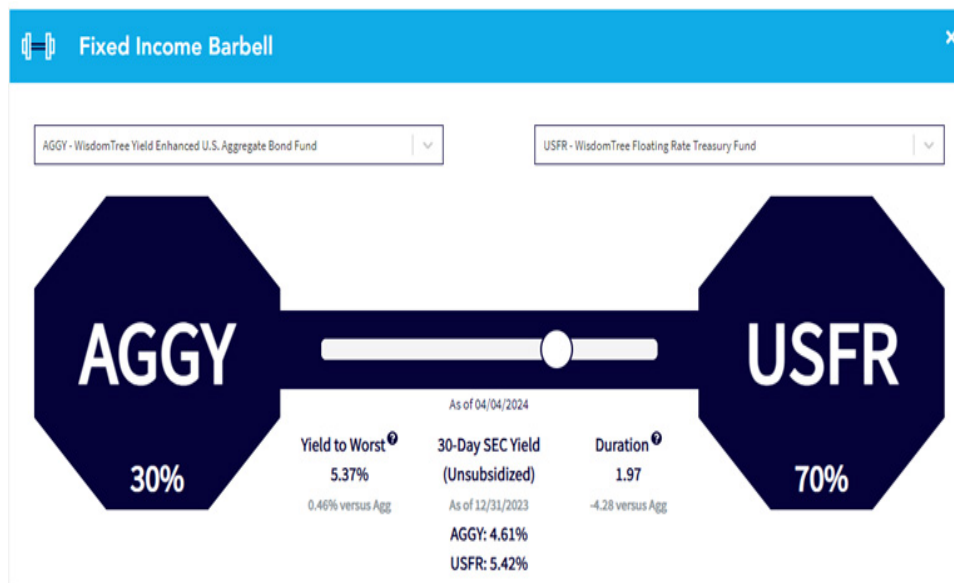 Fixed Income Barbell
×
AGGY - WisdomTree Yield Enhanced U.S. Aggregate Bond Fund
USFR - WisdomTree Floating Rate Treasury Fund
AGGY
30%
USFR
70%
As of 04/04/2024
Yield to Worst ?
5.37%
0.46% versus Agg
30-Day SEC Yield
(Unsubsidized)
As of 12/31/2023
AGGY: 4.61%
USFR: 5.42%
Duration ?
1.97
-4.28 versus Agg